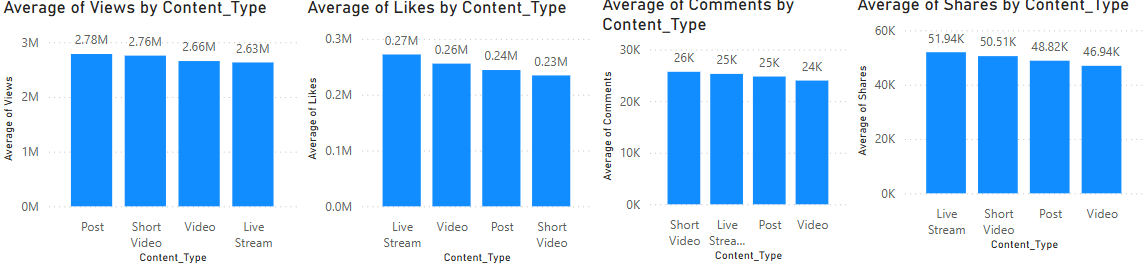 Average of Views by Content_Type
Average of Views
3M
2M
1M
0M
2.78M
2.76M
2.66M
2.63M
Post
Short
Video
Video
Live
Stream
Content_Type
Average of Likes by Content_Type
Average of Likes
0.3M
0.2M
0.1M
0.0M
0.27M
0.26M
0.24M
0.23M
Live
Stream
Video
Post
Short
Video
Content_Type
Average of Comments by
Content_Type
Average of Comments
30K
20K
10K
0K
26K
25K
25K
24K
Short
Video
Live
Strea...
Post
Video
Content_Type
Average of Shares by Content_Type
Average of Shares
60K
40K
20K
0K
51.94K
50.51K
48.82K
46.94K
Live
Stream
Short
Video
Post
Video
Content_Type